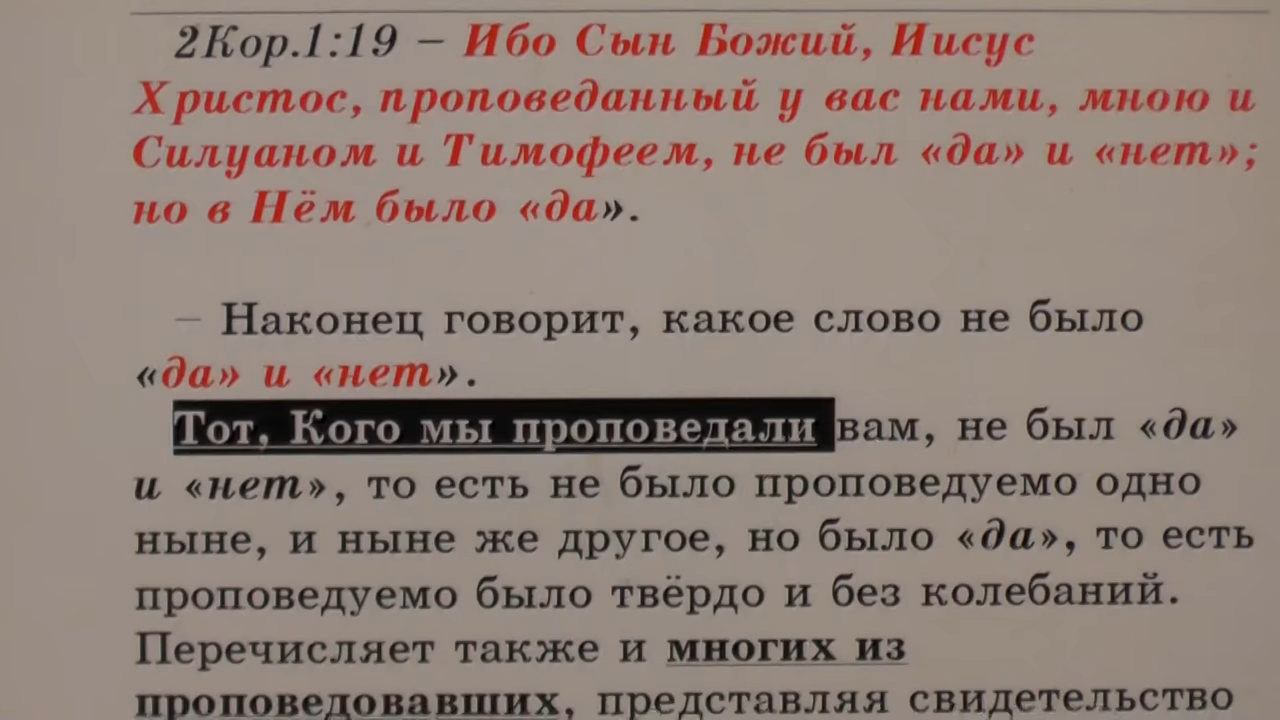 2Кор.1:19 – Ибо Сын Божий, Иисус
Христос, проповеданный у вас нами, мною и
Силуаном и Тимофеем, не был «да» и «нет»;
но в Нём было «да».
– Наконец говорит, какое слово не было
«да» и «нет».
Тот, Кого мы проповедали вам, не был «да»
и «нет», то есть не было проповедуемо одно
ныне, и ныне же другое, но было «да», то есть
проповедуемо было твёрдо и без колебаний.
Перечисляет также и многих из
проповедовавших, представляя свидетельство